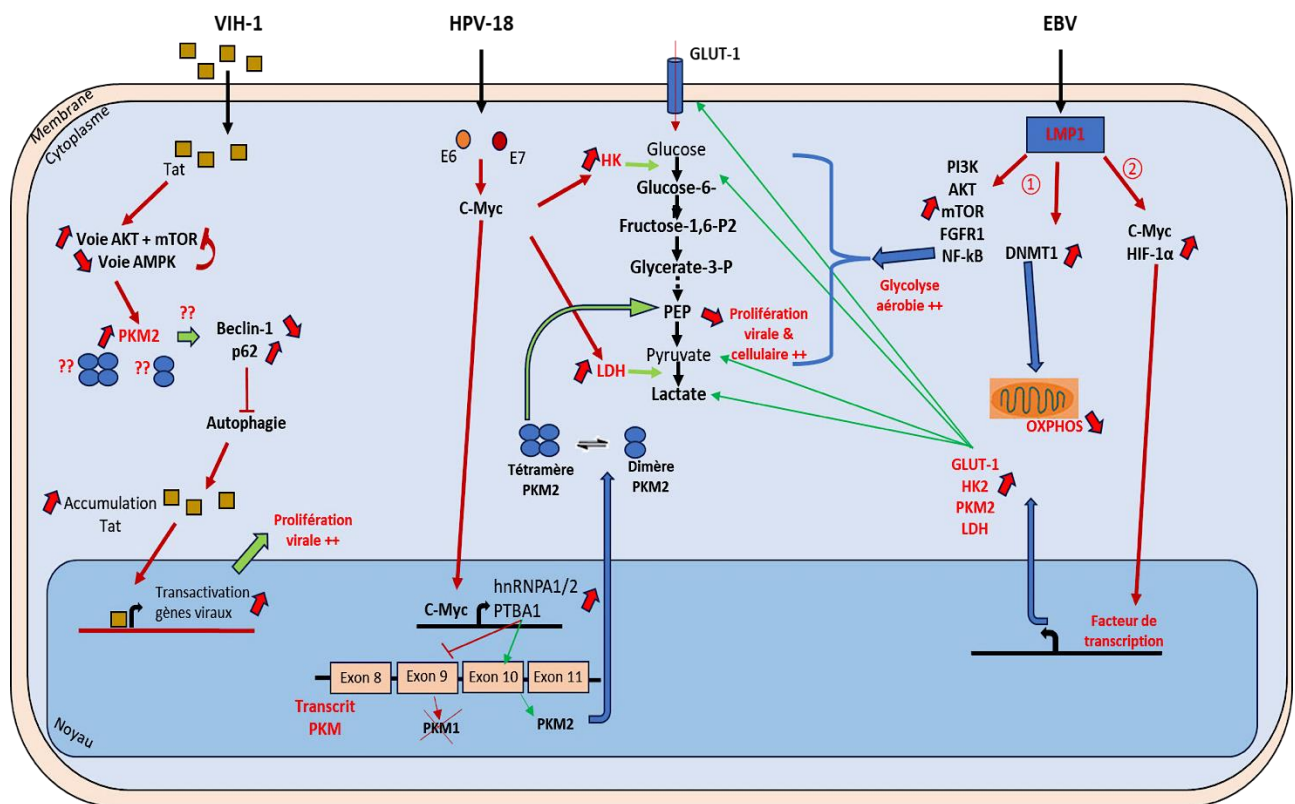 VIH-1
HPV-18
GLUT-1
EBV
Membrane
Cytoplasme
Tat
Voie AKT + mTOR
Voie AMPK
??
PKM2
??
??
Beclin-1
p62
Autophagie
Accumulation
Tat
Prolifération
virale ++
Transactivation
gènes viraux
E6
E7
C-Myc
HK
LDH
Glucose
Glucose-6-
Fructose-1,6-P2
Glycerate-3-P
PEP
Pyruvate
Lactate
Prolifération
virale &
cellulaire ++
Tétramère
PKM2
Dimère
PKM2
C-Myc
hnRNPA1/2
PTBA1
Exon 8
Exon 9
Exon 10
Exon 11
Transcrit
PKM
PKM1
PKM2
Noyau
LMP1
1
2
PI3K
AKT
mTOR
FGFR1
NF-kB
DNMT1
C-Myc
HIF-1α
Glycolyse
aérobie ++
OXPHOS
GLUT-1
HK2
PKM2
LDH
Facteur de
transcription